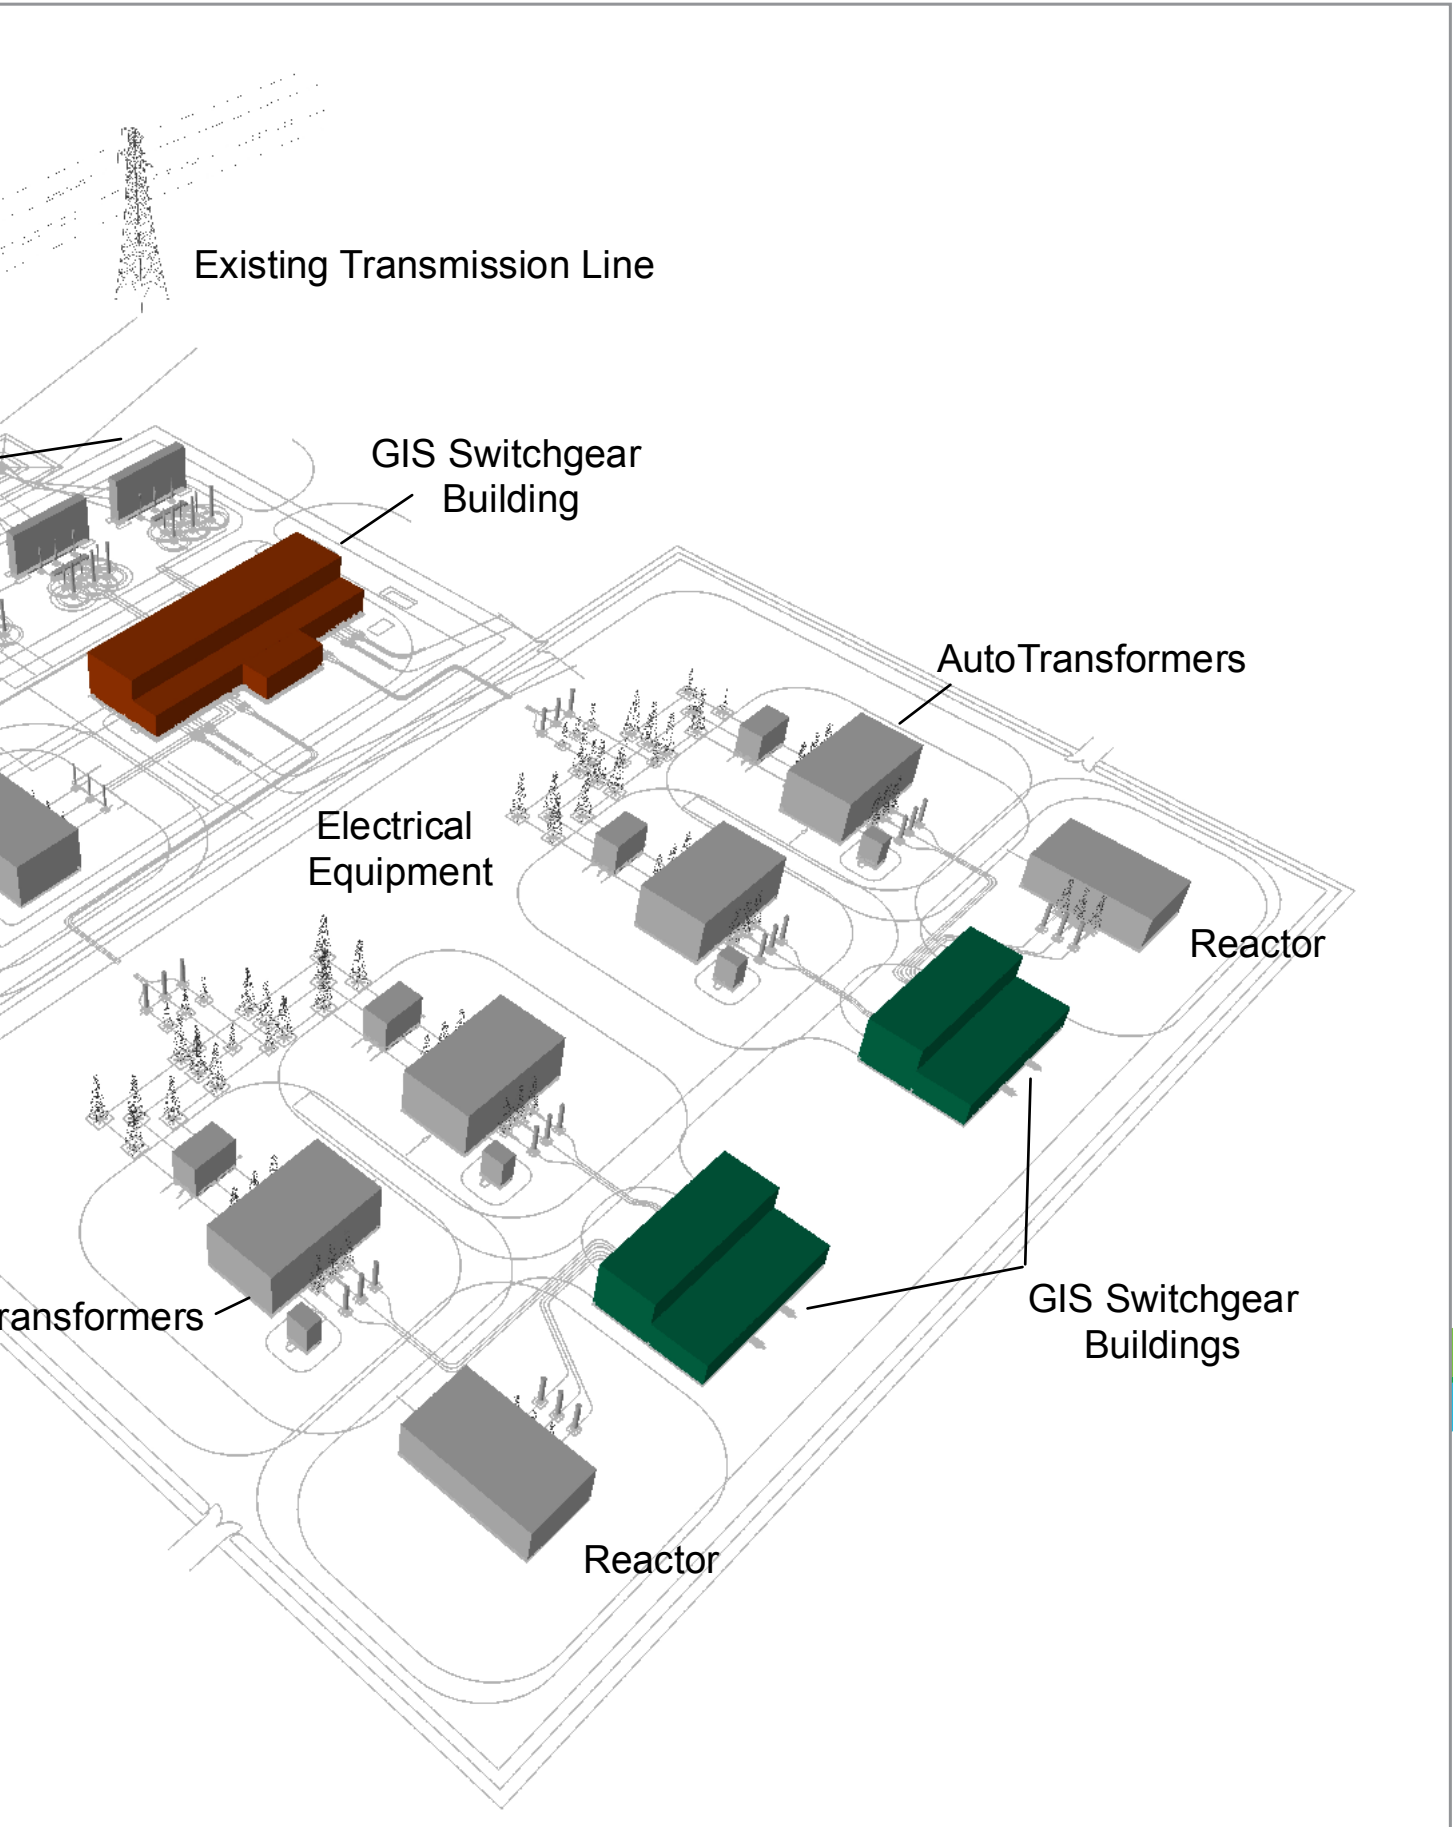 Existing Transmission Line
GIS Switchgear
Building
AutoTransformers
Electrical
Equipment
Reactor
GIS Switchgear
Buildings
ransformers
Reactor